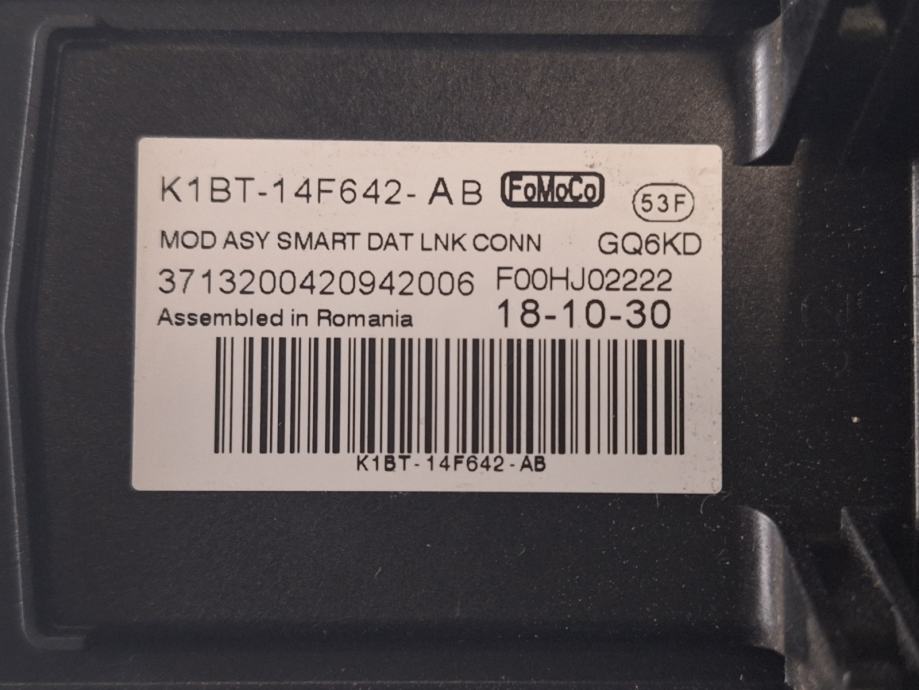 K1BT-14F642-AB FoMoCo 53F
MOD ASY SMART DAT LNK CONN GQ6KD
3713200420942006 F00HJ02222
Assembled in Romania 18-10-30
K1BT-14F642-AB